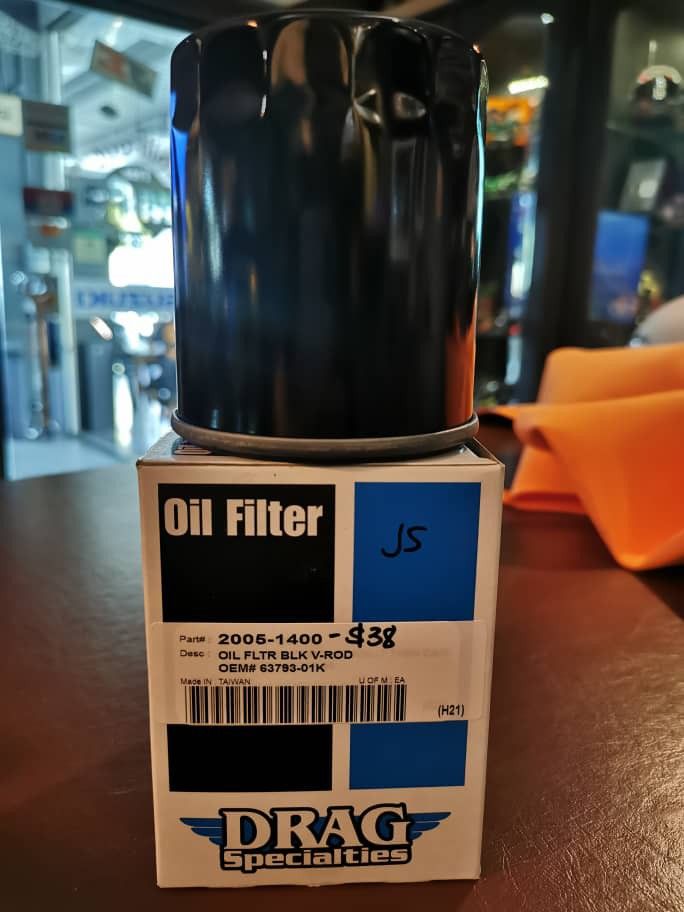 SUZUKI
Oil Filter
JS
Part# : 2005-1400 - $38
Desc : OIL FLTR BLK V-ROD
OEM# 63793-01K
Made IN : TAIWAN U OF M : EA
(H21)
DRAG
Specialties